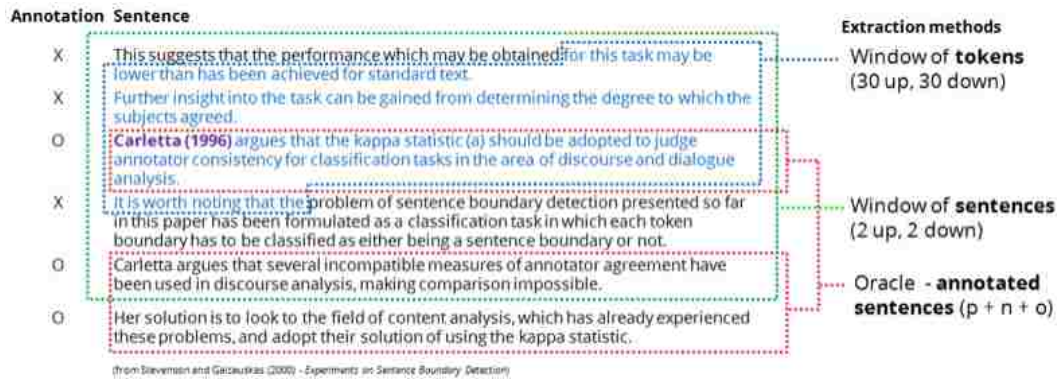 Annotation Sentence
Extraction methods
X This suggests that the performance which may be obtained for this task may be
lower than has been achieved for standard text.
Window of tokens
(30 up, 30 down)
X Further insight into the task can be gained from determining the degree to which the
subjects agreed.
O Carletta (1996) argues that the kappa statistic (a) should be adopted to judge
annotator consistency for classification tasks in the area of discourse and dialogue
analysis.
X It is worth noting that the problem of sentence boundary detection presented so far
in this paper has been formulated as a classification task in which each token
boundary has to be classified as either being a sentence boundary or not.
Window of sentences
(2 up, 2 down)
O Carletta argues that several incompatible measures of annotator agreement have
been used in discourse analysis, making comparison impossible.
Oracle - annotated
sentences (p + n + o)
O Her solution is to look to the field of content analysis, which has already experienced
these problems, and adopt their solution of using the kappa statistic.
(from Stevenson and Gaizauskas (2000) - Experiments on Sentence Boundary Detection)